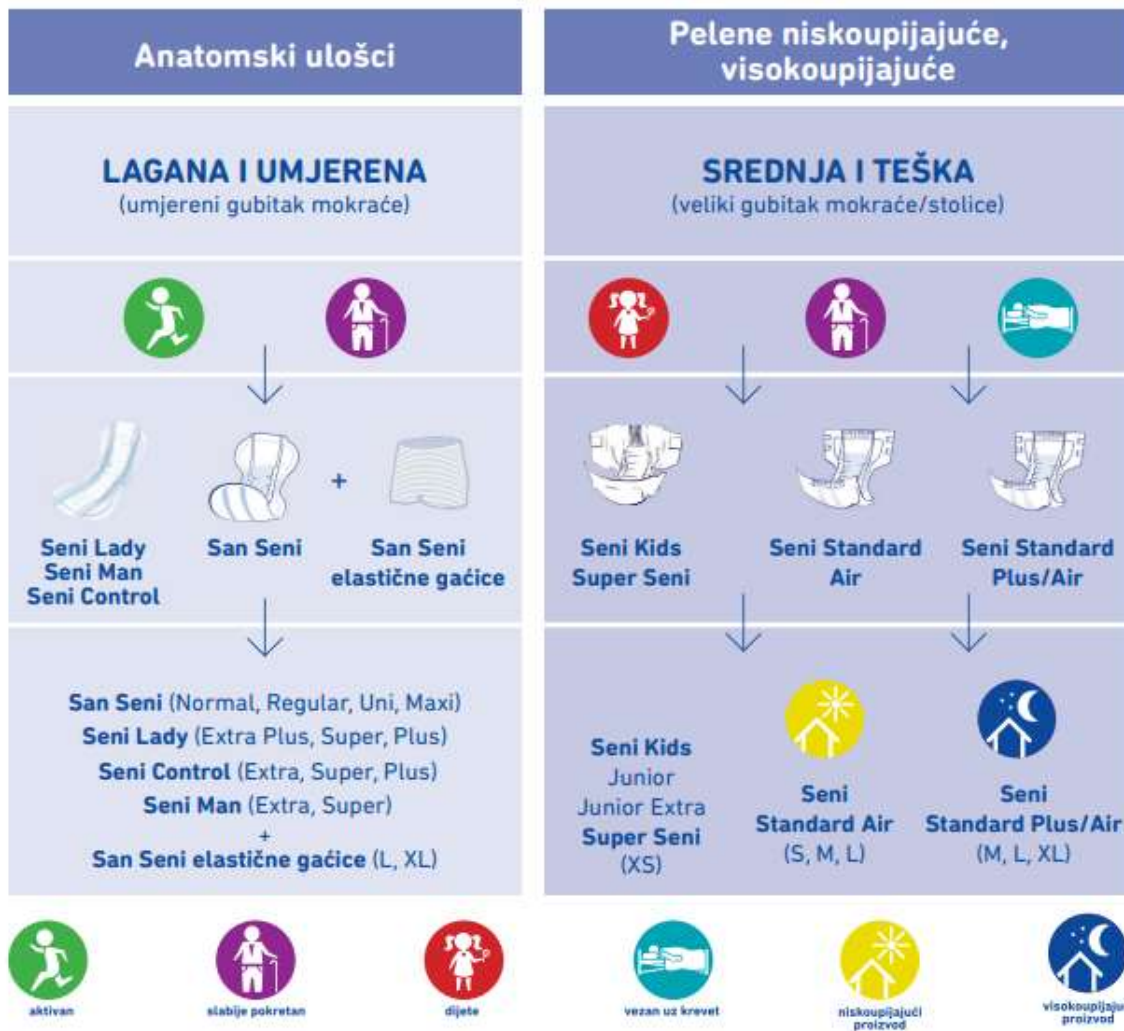 Anatomski ulošci
LAGANA I UMJERENA
(umjereni gubitak mokraće)
Seni Lady
Seni Man
Seni Control
San Seni
+
San Seni
elastične gaćice
San Seni (Normal, Regular, Uni, Maxi)
Seni Lady (Extra Plus, Super, Plus)
Seni Control (Extra, Super, Plus)
Seni Man (Extra, Super)
+
San Seni elastične gaćice (L, XL)
Pelene niskoupijajuće,
visokoupijajuće
SREDNJA I TEŠKA
(veliki gubitak mokraće/stolice)
Seni Kids
Super Seni
Seni Standard
Air
Seni Standard
Plus/Air
Seni Kids
Junior
Junior Extra
Super Seni
(XS)
Seni
Standard Air
(S, M, L)
Seni
Standard Plus/Air
(M, L, XL)
aktivan
slabije pokretan
dijete
vezan uz krevet
niskoupijajući
proizvod
visokoupijaju
proizvod